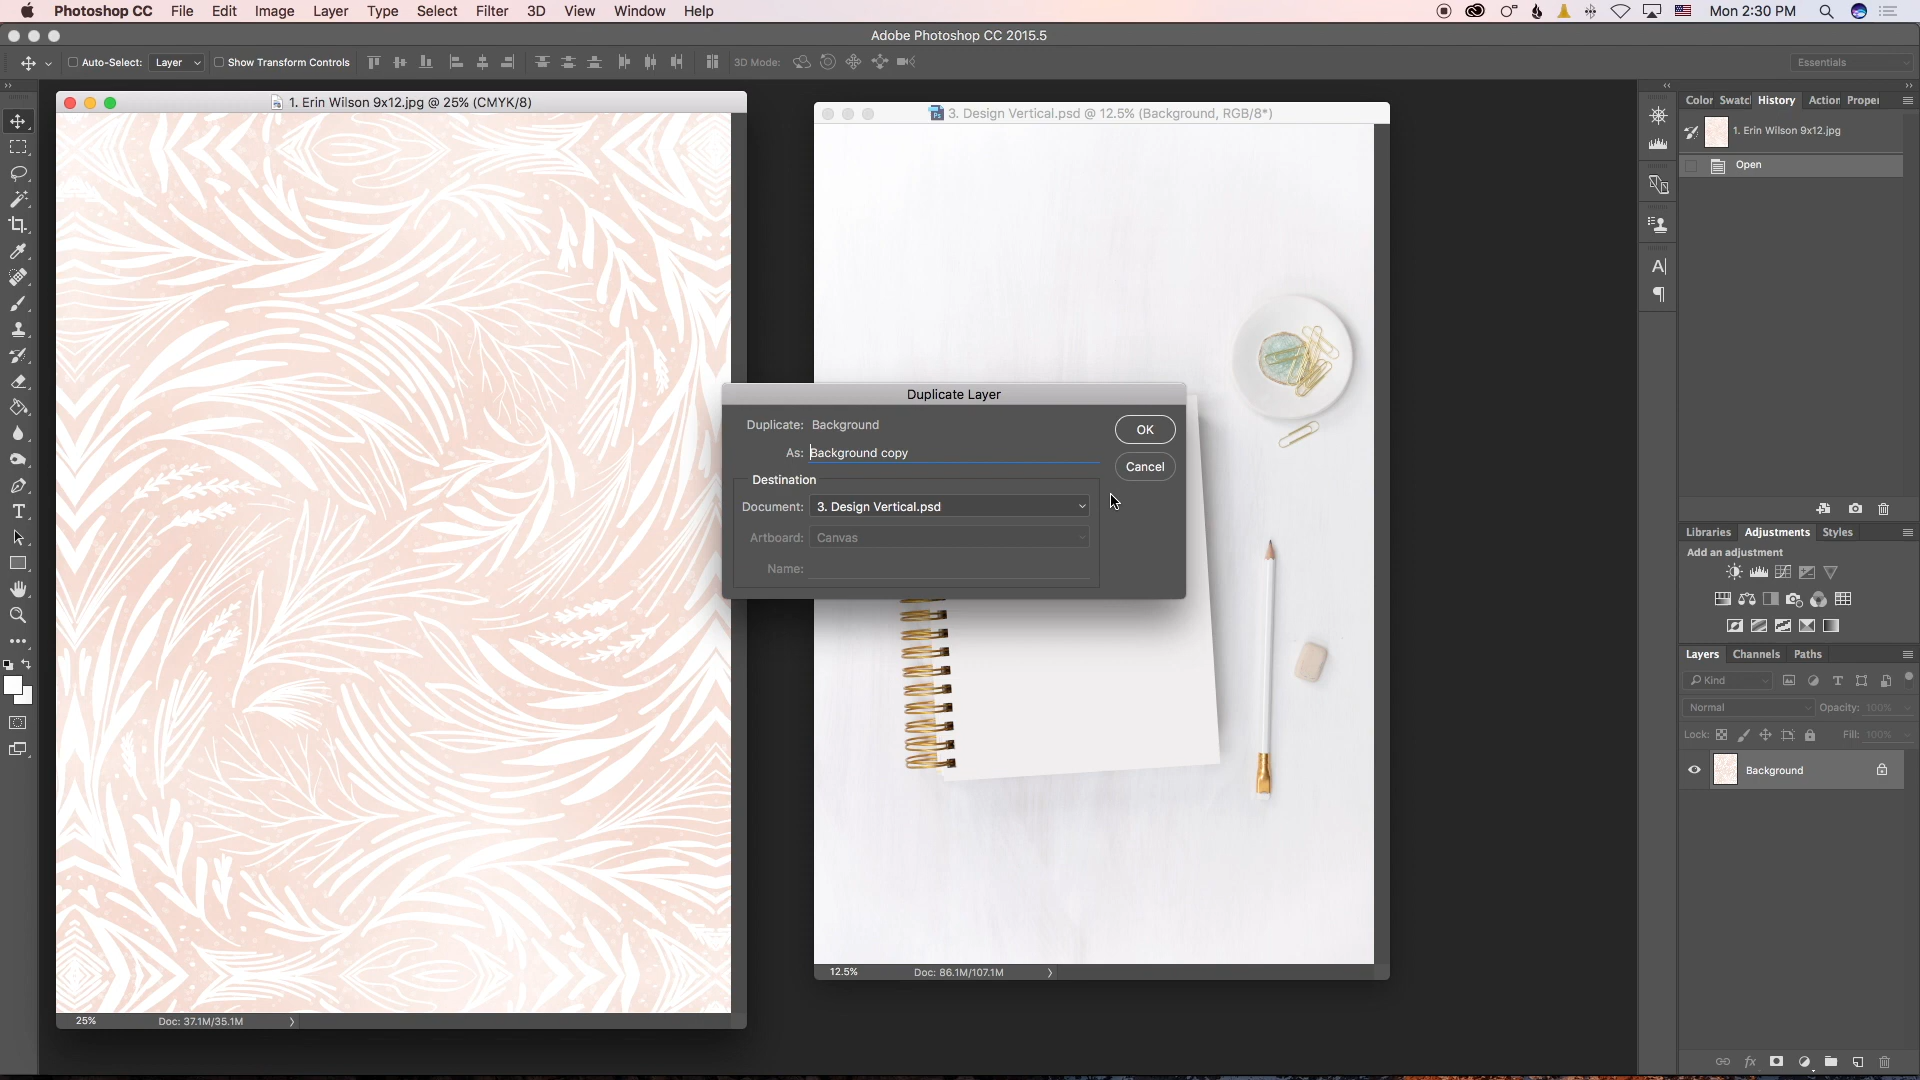 Photoshop CC File Edit Image Layer Type Select Filter 3D View Window Help Mon 2:30 PM
Adobe Photoshop CC 2015.5
Auto-Select: Layer Show Transform Controls 3D Mode: Essentials
1. Erin Wilson 9x12.jpg @ 25% (CMYK/8)
3. Design Vertical.psd @ 12.5% (Background, RGB/8*)
Color Swatc History Action Proper
1. Erin Wilson 9x12.jpg
Open
Duplicate Layer
Duplicate: Background
As: Background copy
OK
Cancel
Destination
Document: 3. Design Vertical.psd
Artboard: Canvas
Name:
Libraries Adjustments Styles
Add an adjustment
Layers Channels Paths
Kind
Normal Opacity: 100%
Lock: Fill: 100%
Background
12.5% Doc: 86.1M/107.1M
25% Doc: 37.1M/35.1M